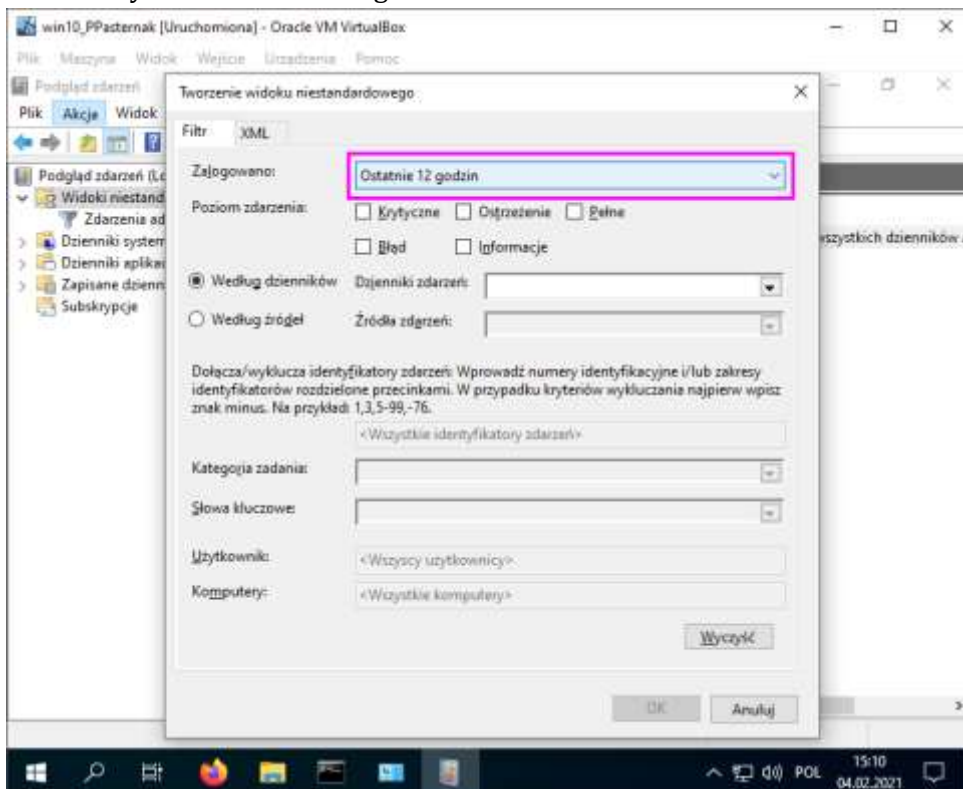 win10_PPasternak [Uruchomiona] - Oracle VM VirtualBox
Plik Maszyna Widok Wejście Urządzenia Pomoc
Podgląd zdarzeń
Plik Akcje Widok
Tworzenie widoku niestandardowego
Filtr XML
Podgląd zdarzeń (Lo
Widoki niestand
Zdarzenia ad
Dzienniki system
Dzienniki aplikac
Zapisane dzienn
Subskrypcje
wszystkich dzienników
Zalogowano: Ostatnie 12 godzin
Poziom zdarzenia: Krytyczne Ostrzeżenie Pełne
Błąd Informacje
Według dzienników Dzienniki zdarzeń:
Według źródeł Źródła zdarzeń:
Dołącza/wyklucza identyfikatory zdarzeń: Wprowadź numery identyfikacyjne i/lub zakresy
identyfikatorów rozdzielone przecinkami. W przypadku kryteriów wykluczania najpierw wpisz
znak minus. Na przykład: 1,3,5-99,-76.
<Wszystkie identyfikatory zdarzeń>
Kategoria zadania:
Słowa kluczowe:
Użytkownik: <Wszyscy użytkownicy>
Komputery: <Wszystkie komputery>
Wyczyść
OK Anuluj
POL 15:10
04.02.2021